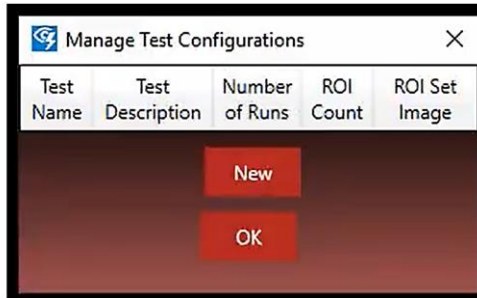 Manage Test Configurations
Test Name Test Description Number of Runs ROI Count ROI Set Image
New
OK